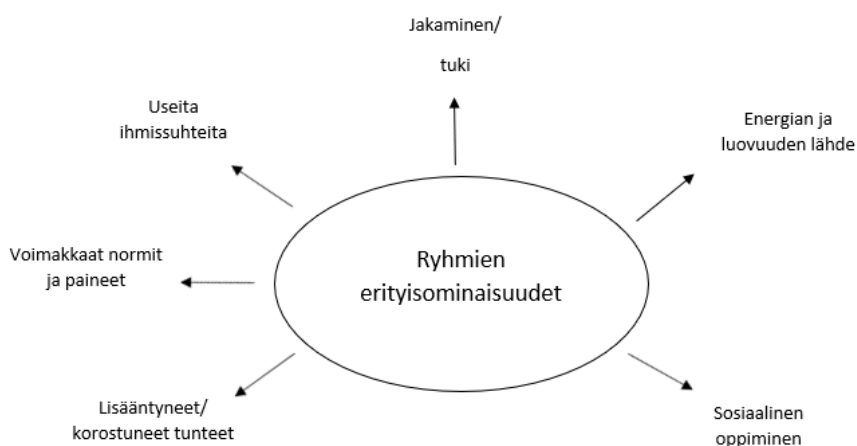 Jakaminen/
tuki
Useita
ihmissuhteita
Energian ja
luovuuden lähde
Voimakkaat normit
ja paineet
Ryhmien
erityisominaisuudet
Lisääntyneet/
korostuneet tunteet
Sosiaalinen
oppiminen